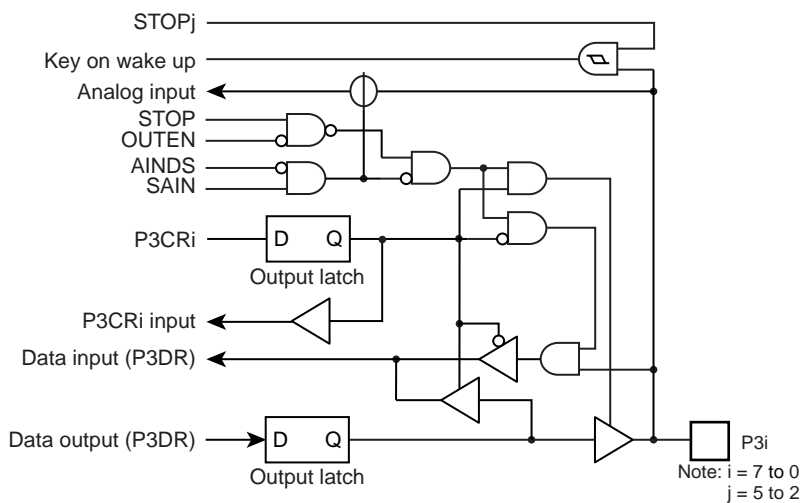 STOPj
Key on wake up
Analog input
STOP
OUTEN
AINDS
SAIN
P3CRi
D Q
Output latch
P3CRi input
Data input (P3DR)
Data output (P3DR)
D Q
Output latch
P3i
Note: i = 7 to 0
j = 5 to 2